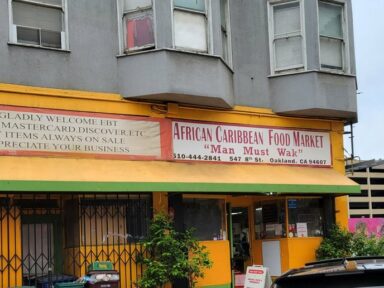 GLADLY WELCOME EBT
MASTERCARD.DISCOVER.ETC
ITEMS ALWAYS ON SALE
PRECIATE YOUR BUSINESS
AFRICAN CARIBBEAN FOOD MARKET
"Man Must Wak"
510-444-2841 547 8th St- Oakland, CA 94607